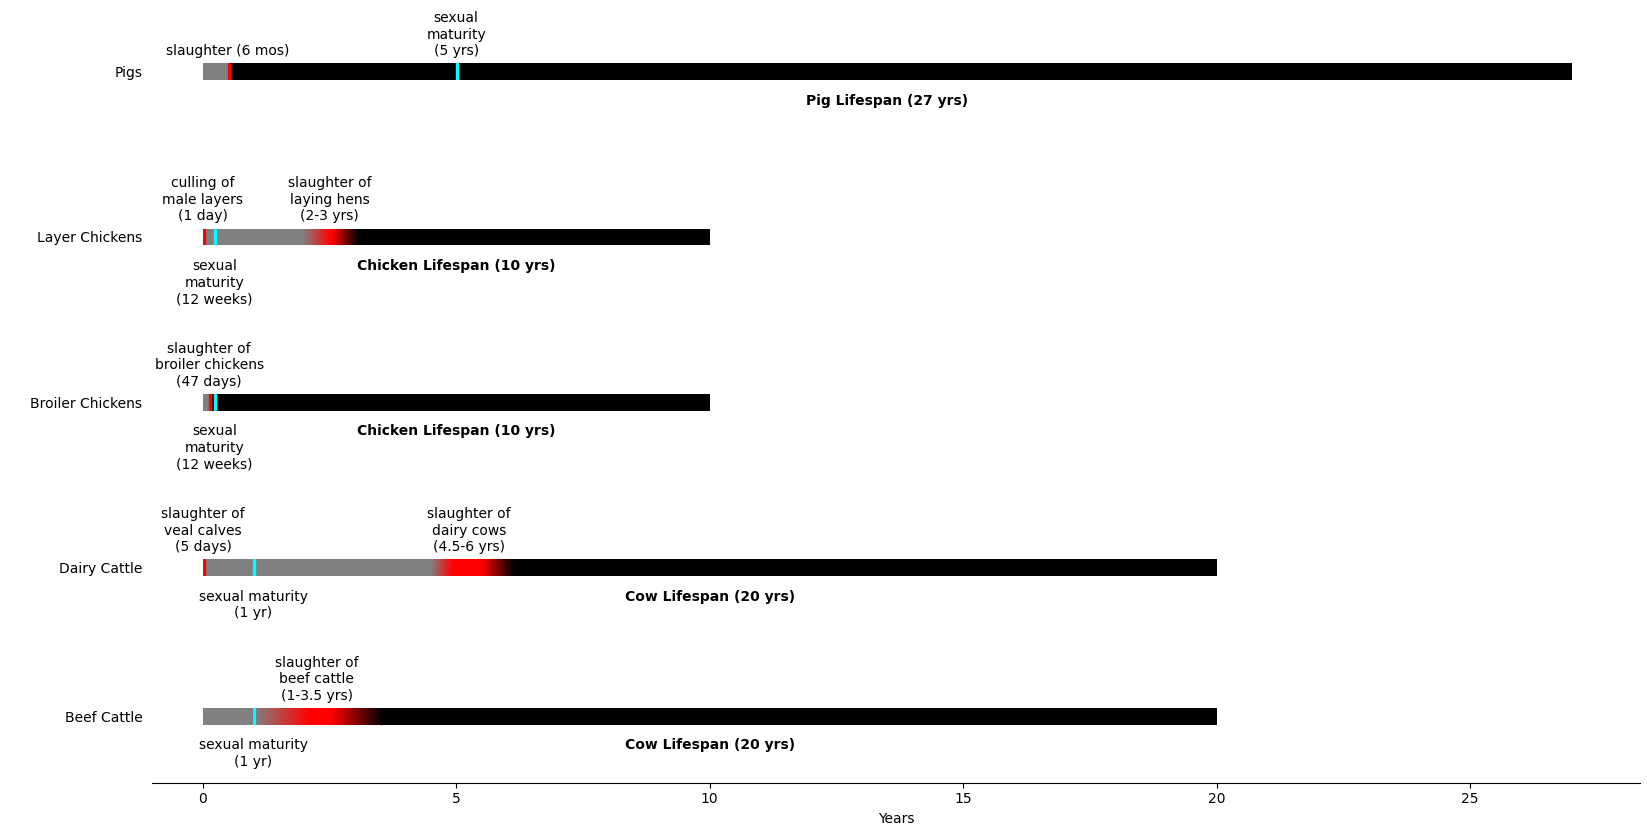 sexual
maturity
(5 yrs)
slaughter (6 mos)
Pigs
Pig Lifespan (27 yrs)
culling of
male layers
(1 day)
slaughter of
laying hens
(2-3 yrs)
Layer Chickens
sexual
maturity
(12 weeks)
Chicken Lifespan (10 yrs)
slaughter of
broiler chickens
(47 days)
Broiler Chickens
sexual
maturity
(12 weeks)
Chicken Lifespan (10 yrs)
slaughter of
veal calves
(5 days)
slaughter of
dairy cows
(4.5-6 yrs)
Dairy Cattle
sexual maturity
(1 yr)
Cow Lifespan (20 yrs)
slaughter of
beef cattle
(1-3.5 yrs)
Beef Cattle
sexual maturity
(1 yr)
Cow Lifespan (20 yrs)
0 5 10 15 20 25
Years